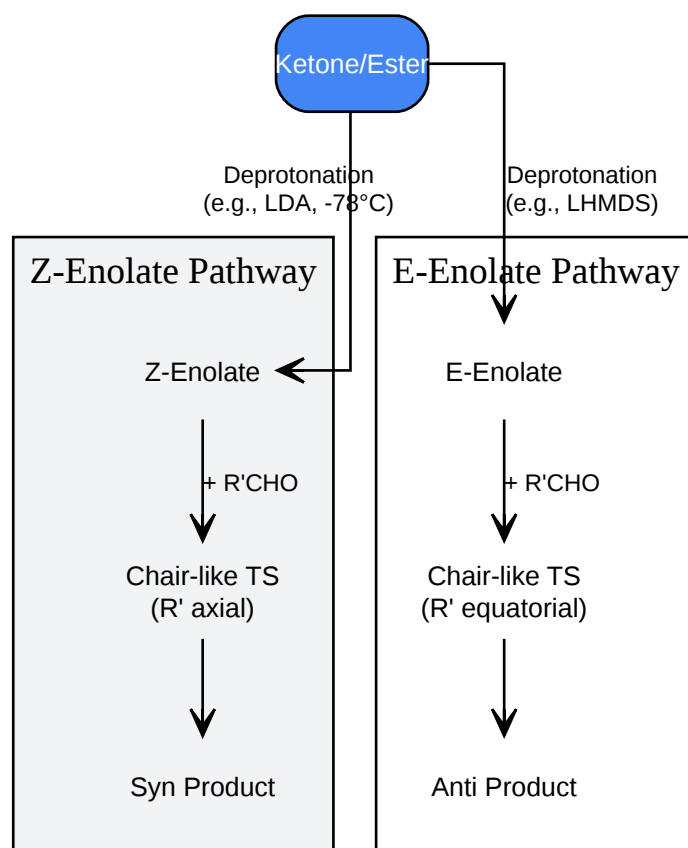 Ketone/Ester
Deprotonation
(e.g., LDA, -78°C)
Deprotonation
(e.g., LHMDS)
Z-Enolate Pathway
Z-Enolate
+ R'CHO
Chair-like TS
(R' axial)
Syn Product
E-Enolate Pathway
E-Enolate
+ R'CHO
Chair-like TS
(R' equatorial)
Anti Product